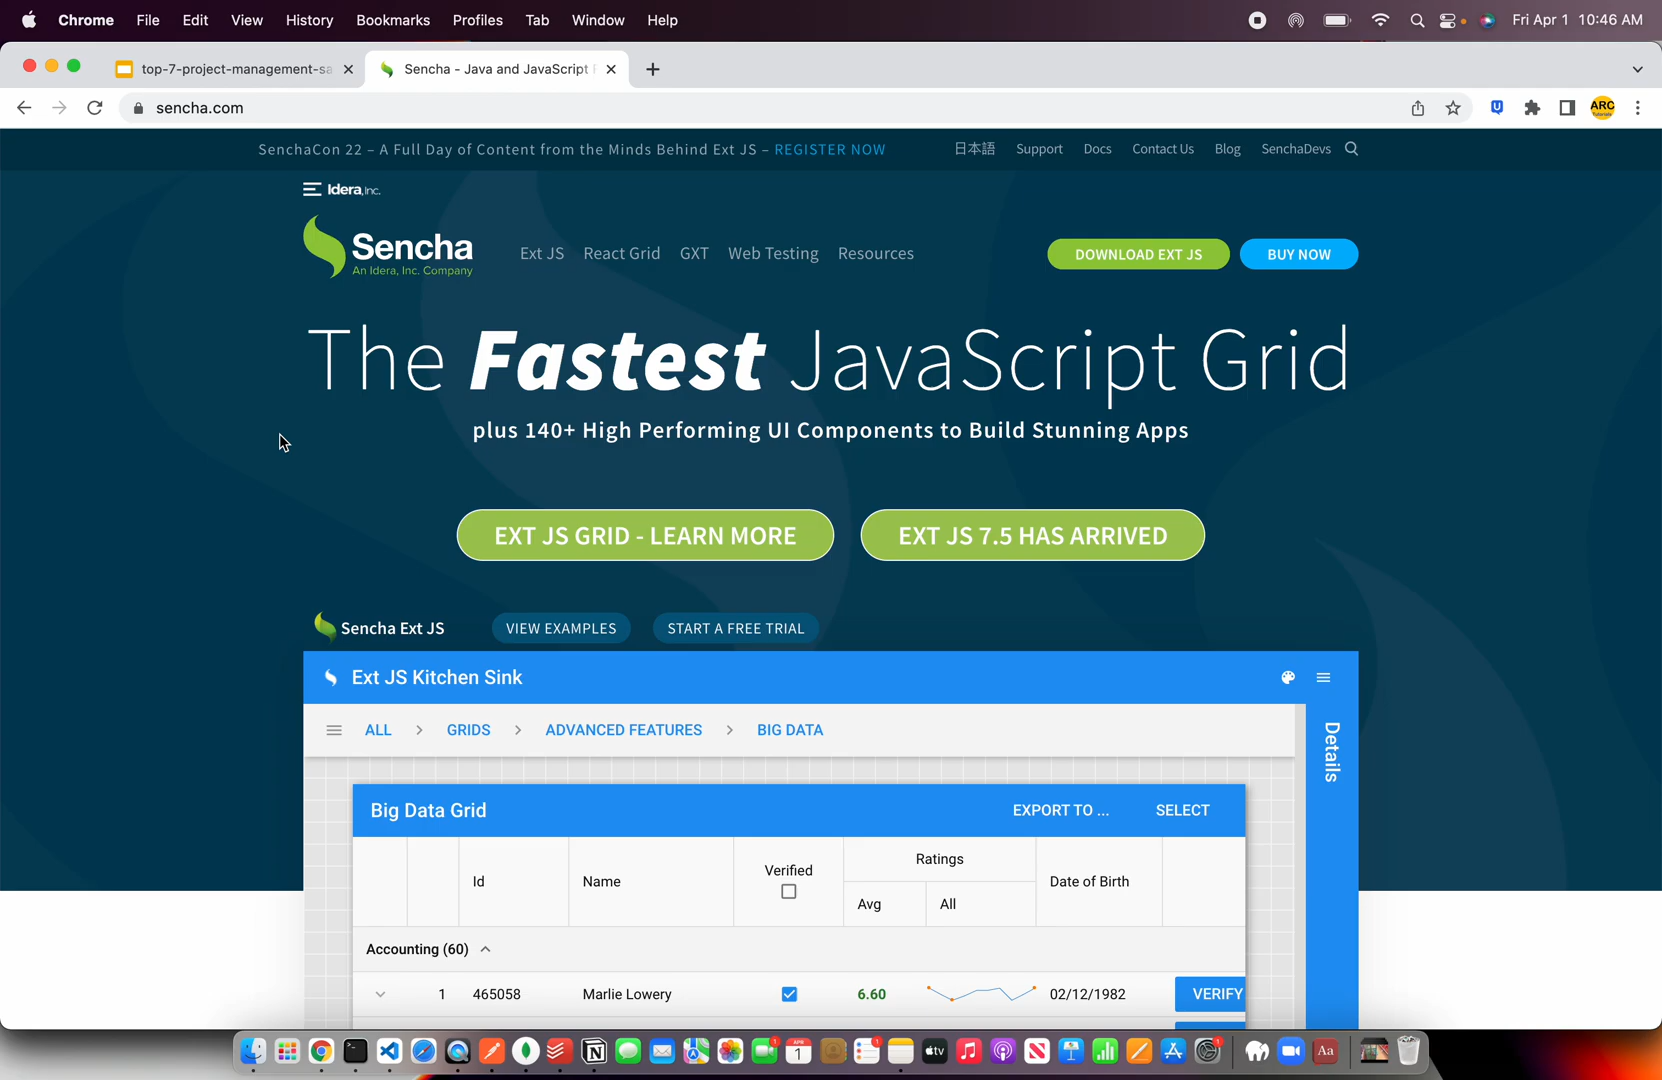 Chrome File Edit View History Bookmarks Profiles Tab Window Help Fri Apr 1 10:46 AM
top-7-project-management-sa Sencha - Java and JavaScript F
sencha.com ARC
SenchaCon 22 – A Full Day of Content from the Minds Behind Ext JS – REGISTER NOW 日本語 Support Docs Contact Us Blog SenchaDevs
Idera, Inc.
Sencha
An Idera, Inc. Company
Ext JS React Grid GXT Web Testing Resources DOWNLOAD EXT JS BUY NOW
The Fastest JavaScript Grid
plus 140+ High Performing UI Components to Build Stunning Apps
EXT JS GRID - LEARN MORE EXT JS 7.5 HAS ARRIVED
Sencha Ext JS VIEW EXAMPLES START A FREE TRIAL
Ext JS Kitchen Sink
ALL > GRIDS > ADVANCED FEATURES > BIG DATA
Details
Big Data Grid EXPORT TO ... SELECT
Id Name Verified Ratings Date of Birth
Avg All
Accounting (60)
1 465058 Marlie Lowery 6.60 02/12/1982 VERIFY
APR
1
tv
Aa